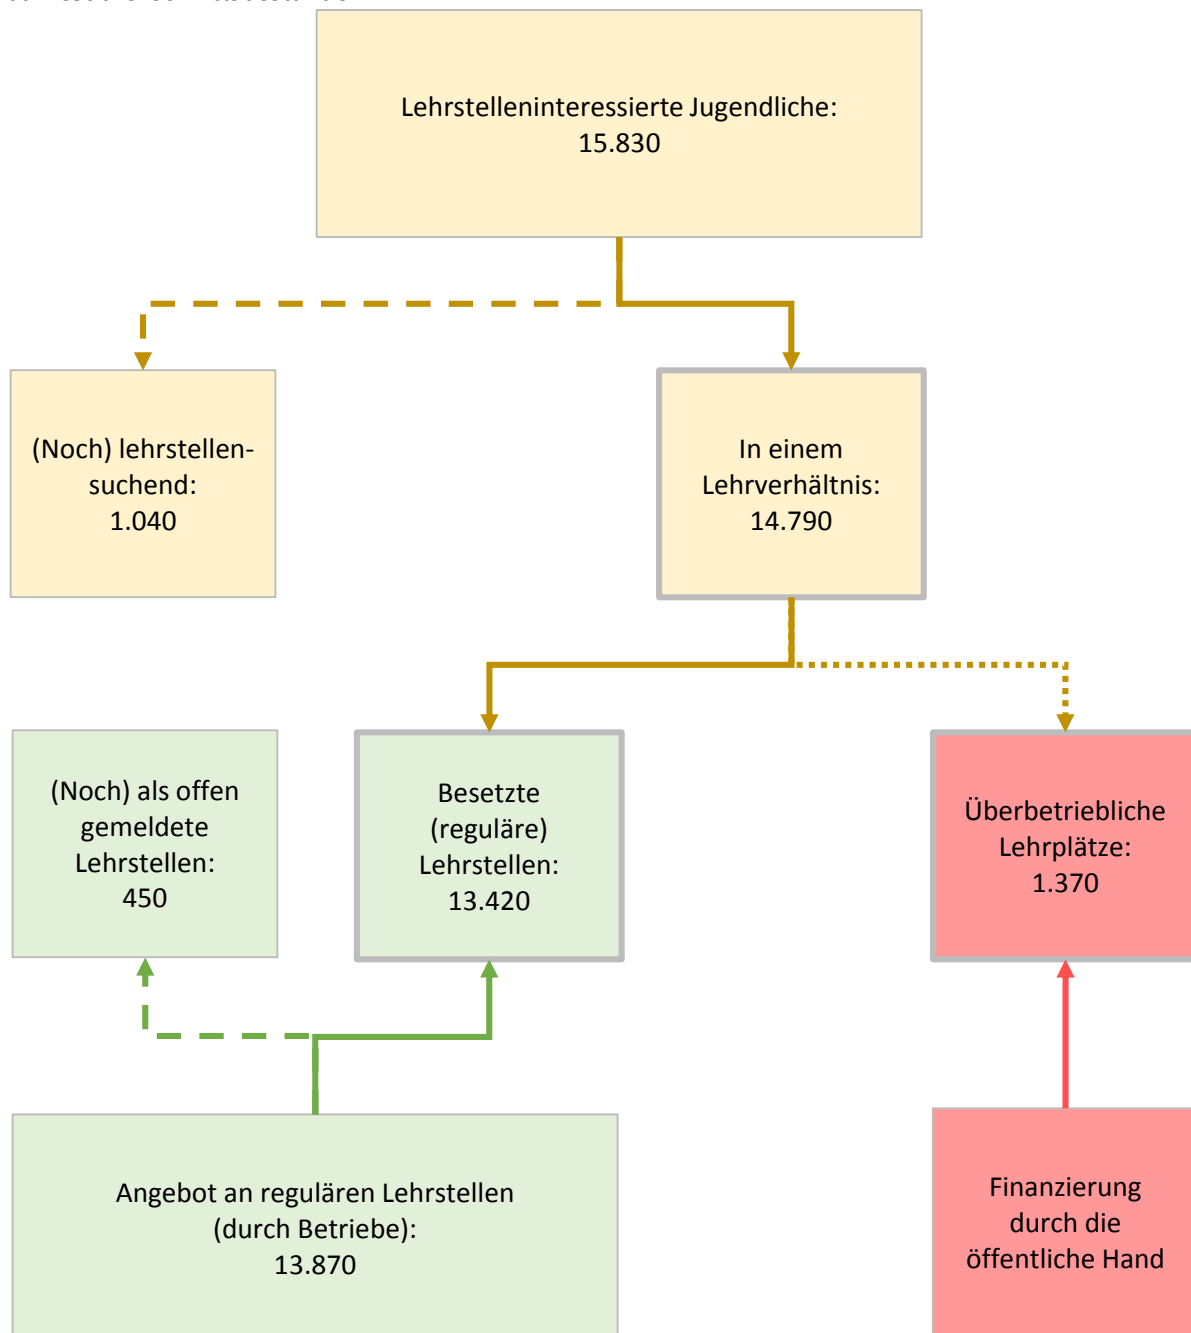 Lehrstelleninteressierte Jugendliche:
15.830
(Noch) lehrstellen-
suchend:
1.040
In einem
Lehrverhältnis:
14.790
(Noch) als offen
gemeldete
Lehrstellen:
450
Besetzte
(reguläre)
Lehrstellen:
13.420
Überbetriebliche
Lehrplätze:
1.370
Angebot an regulären Lehrstellen
(durch Betriebe):
13.870
Finanzierung
durch die
öffentliche Hand